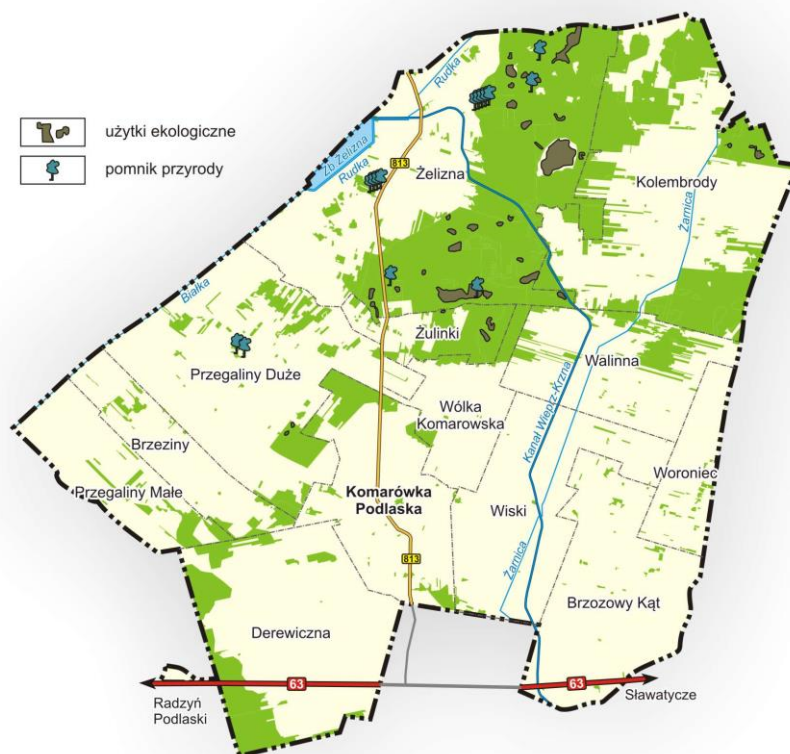 użytki ekologiczne
pomnik przyrody
Rudka
Zb Żelizna
Rudka
813
Żelizna
Kolembrody
Żarnica
Białka
Żulinki
Przegaliny Duże
Walinna
Kanał Wieprz-Krzna
Wólka
Komarowska
Brzeziny
Woroniec
Przegaliny Małe
Komarówka
Podlaska
Wiski
813
Żarnica
Brzozowy Kąt
Derewiczna
63
63
Radzyń
Podlaski
Sławatycze